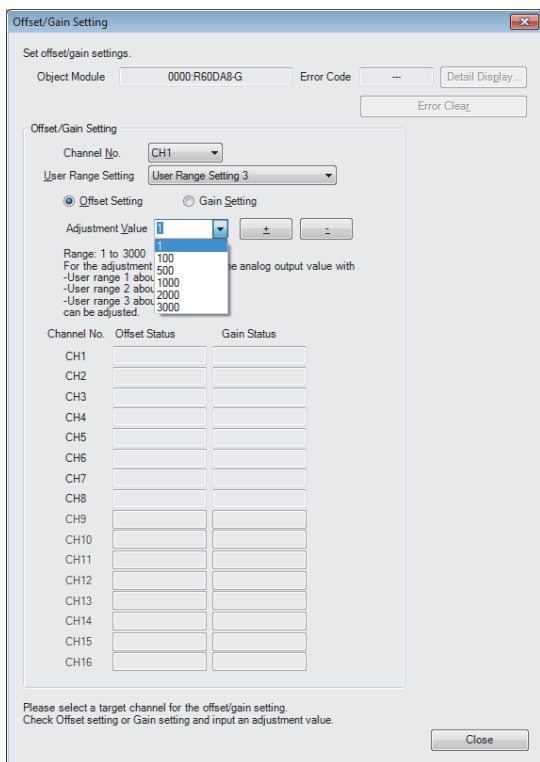 Offset/Gain Setting
Set offset/gain settings.
Object Module 0000:R60DA8-G Error Code --- Detail Display...
Error Clear
Offset/Gain Setting
Channel No. CH1
User Range Setting User Range Setting 3
Offset Setting Gain Setting
Adjustment Value 1 + -
1
100
500
1000
2000
3000
Range: 1 to 3000
For the adjustment e analog output value with
-User range 1 abou
-User range 2 abou
-User range 3 abou
can be adjusted.
Channel No. Offset Status Gain Status
CH1
CH2
CH3
CH4
CH5
CH6
CH7
CH8
CH9
CH10
CH11
CH12
CH13
CH14
CH15
CH16
Please select a target channel for the offset/gain setting.
Check Offset setting or Gain setting and input an adjustment value.
Close